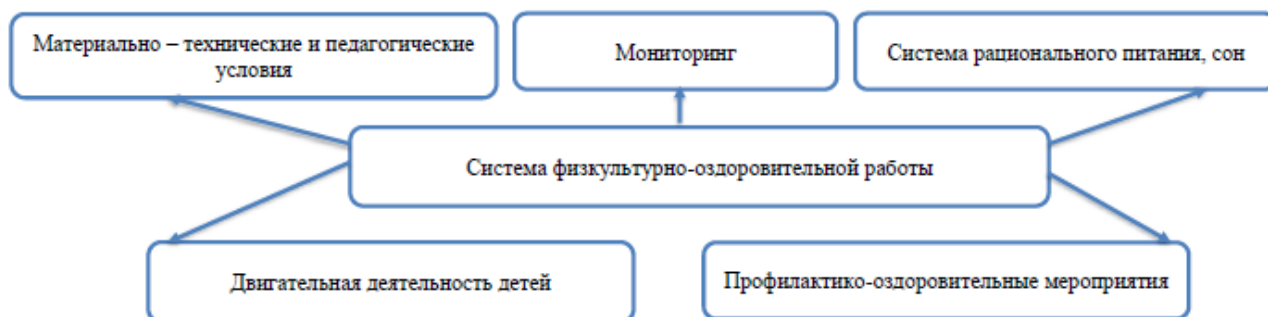 Материально – технические и педагогические
условия
Мониторинг
Система рационального питания, сон
Система физкультурно-оздоровительной работы
Двигательная деятельность детей
Профилактико-оздоровительные мероприятия